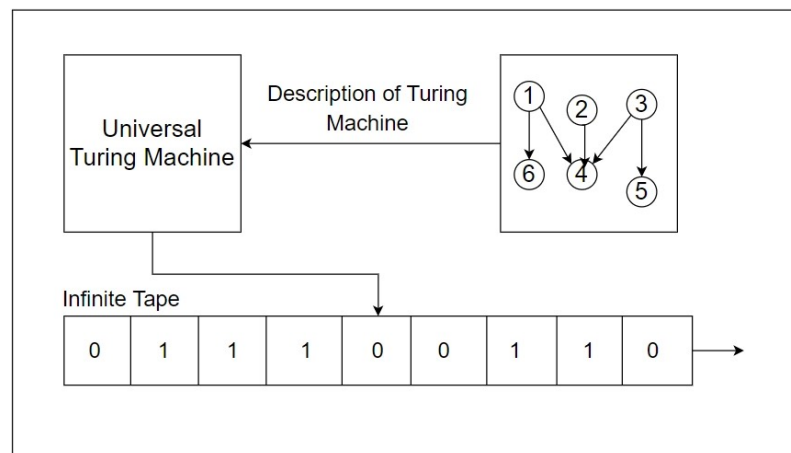 Universal
Turing Machine
Description of Turing
Machine
1
2
3
6
4
5
Infinite Tape
0 1 1 1 0 0 1 1 0